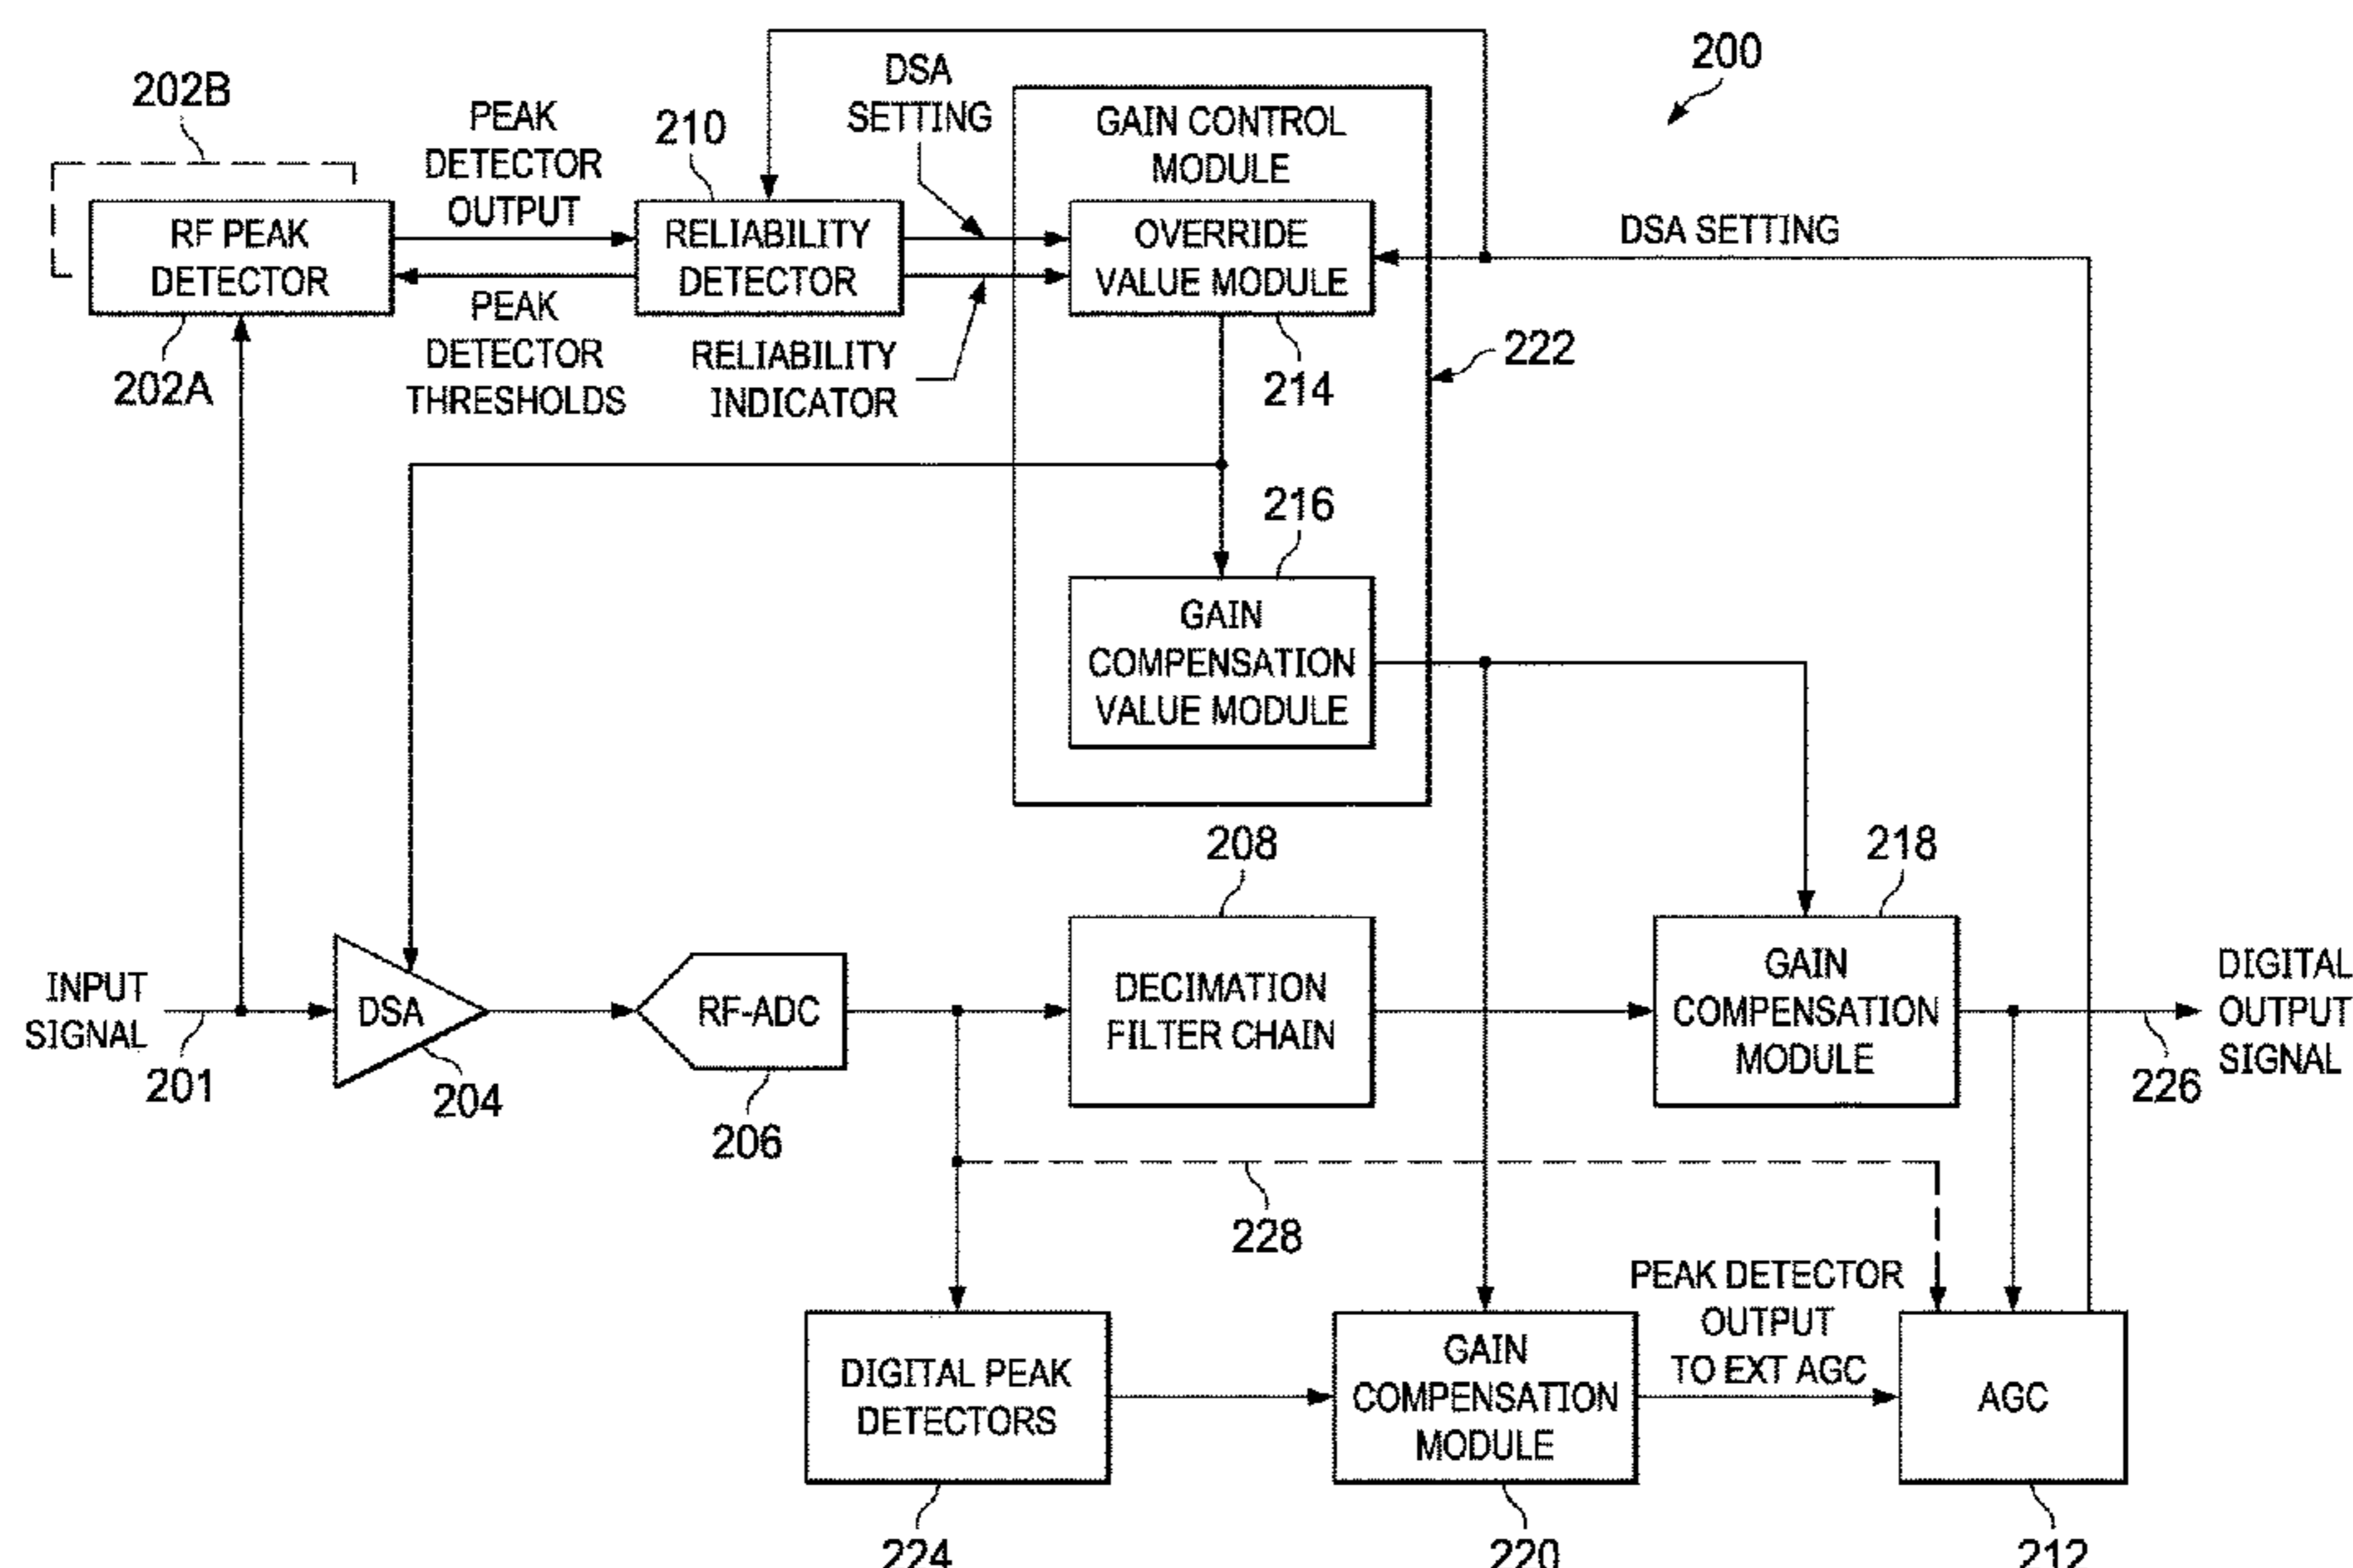 200
202B
PEAK
DETECTOR
OUTPUT
210
DSA
SETTING
GAIN CONTROL
MODULE
RF PEAK
DETECTOR
RELIABILITY
DETECTOR
OVERRIDE
VALUE MODULE
DSA SETTING
202A
PEAK
DETECTOR
THRESHOLDS
RELIABILITY
INDICATOR
214
222
216
GAIN
COMPENSATION
VALUE MODULE
208
218
INPUT
SIGNAL
201
DSA
204
RF-ADC
206
DECIMATION
FILTER CHAIN
GAIN
COMPENSATION
MODULE
DIGITAL
OUTPUT
SIGNAL
226
228
PEAK DETECTOR
OUTPUT
TO EXT AGC
DIGITAL PEAK
DETECTORS
GAIN
COMPENSATION
MODULE
AGC
224
220
212